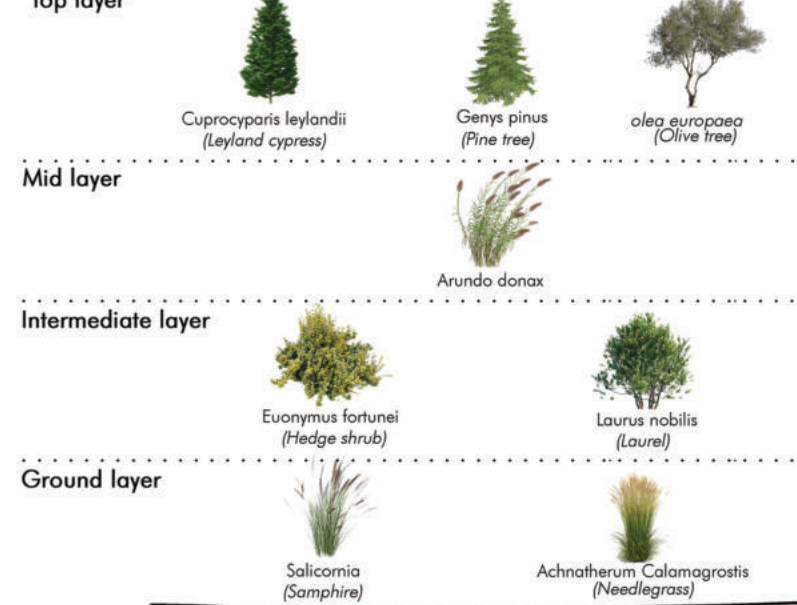 Top layer
Cuprocyparis leylandii
(Leyland cypress)
Genys pinus
(Pine tree)
olea europaea
(Olive tree)
Mid layer
Arundo donax
Intermediate layer
Euonymus fortunei
(Hedge shrub)
Laurus nobilis
(Laurel)
Ground layer
Salicornia
(Samphire)
Achnatherum Calamagrostis
(Needlegrass)